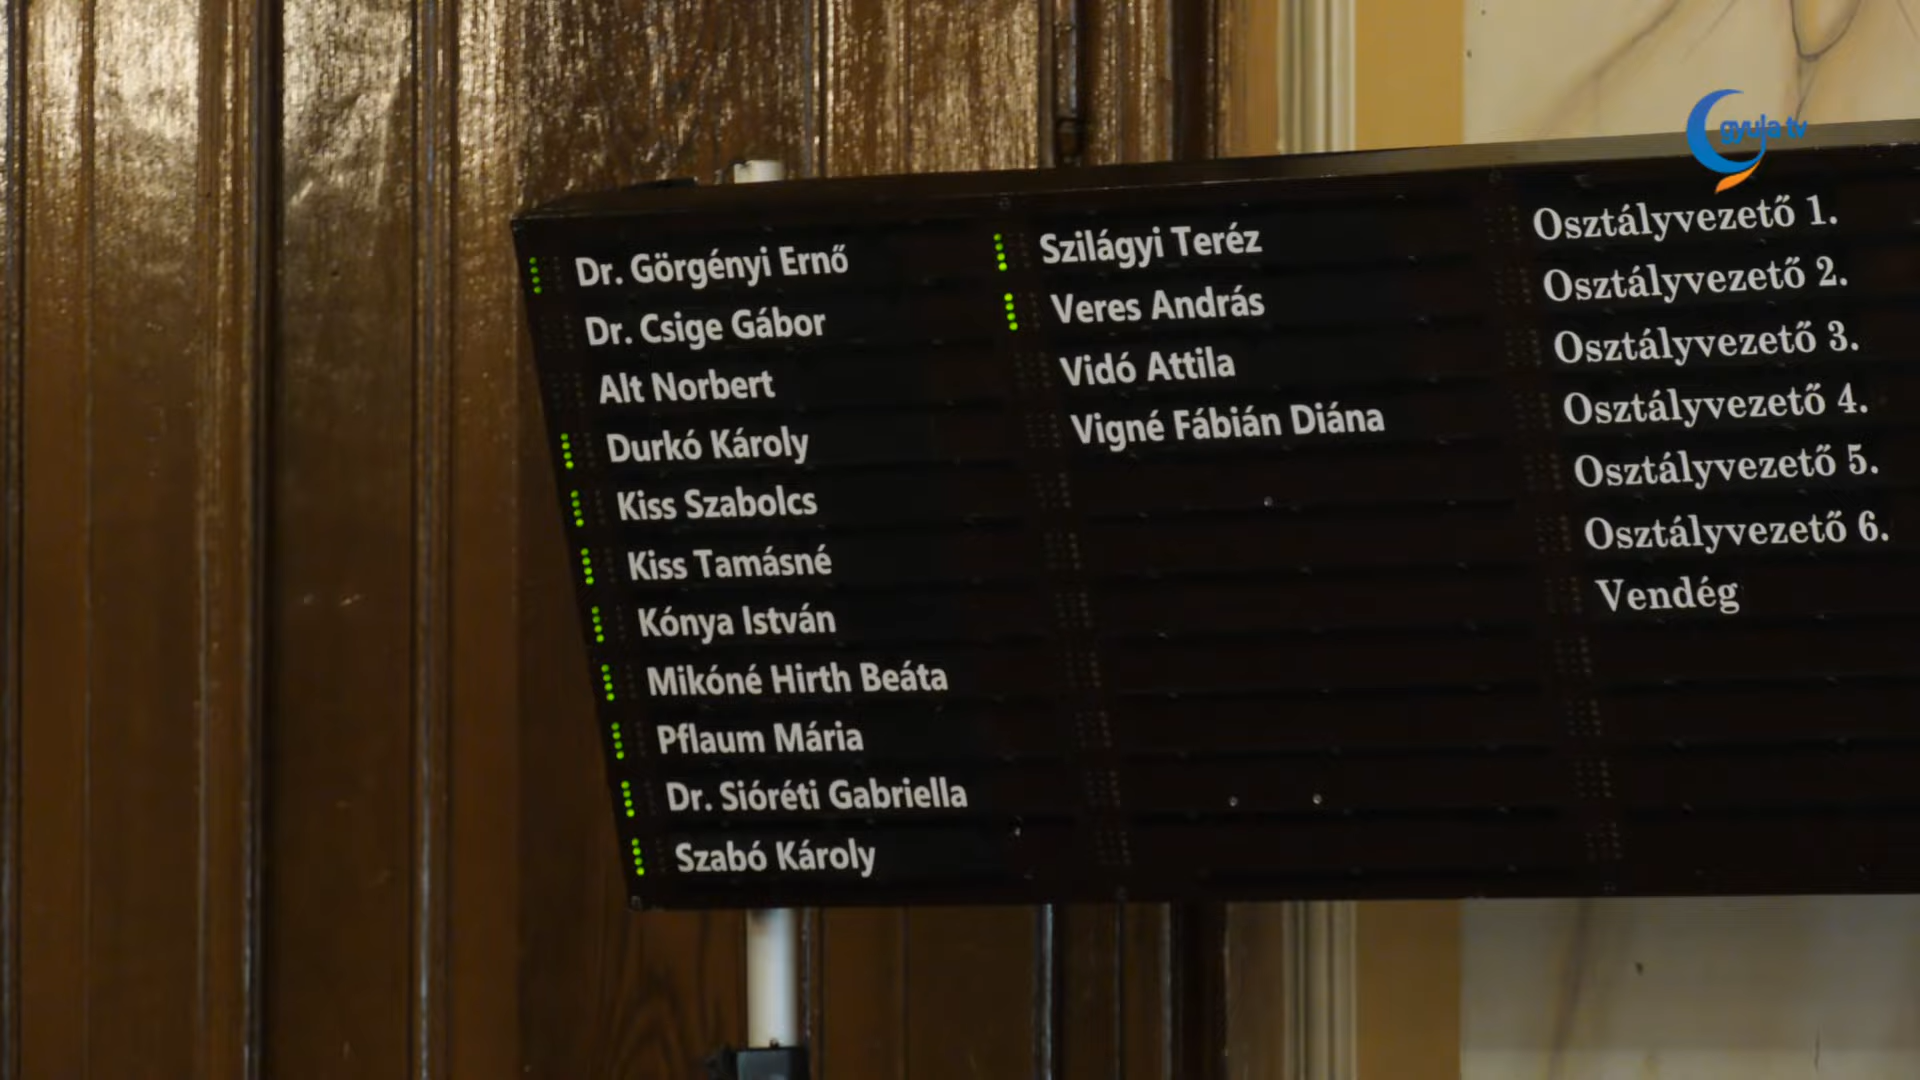 gyula tv
Dr. Görgényi Ernő
Dr. Csige Gábor
Alt Norbert
Durkó Károly
Kiss Szabolcs
Kiss Tamásné
Kónya István
Mikóné Hirth Beáta
Pflaum Mária
Dr. Sióréti Gabriella
Szabó Károly
Szilágyi Teréz
Veres András
Vidó Attila
Vigné Fábián Diána
Osztályvezető 1.
Osztályvezető 2.
Osztályvezető 3.
Osztályvezető 4.
Osztályvezető 5.
Osztályvezető 6.
Vendég